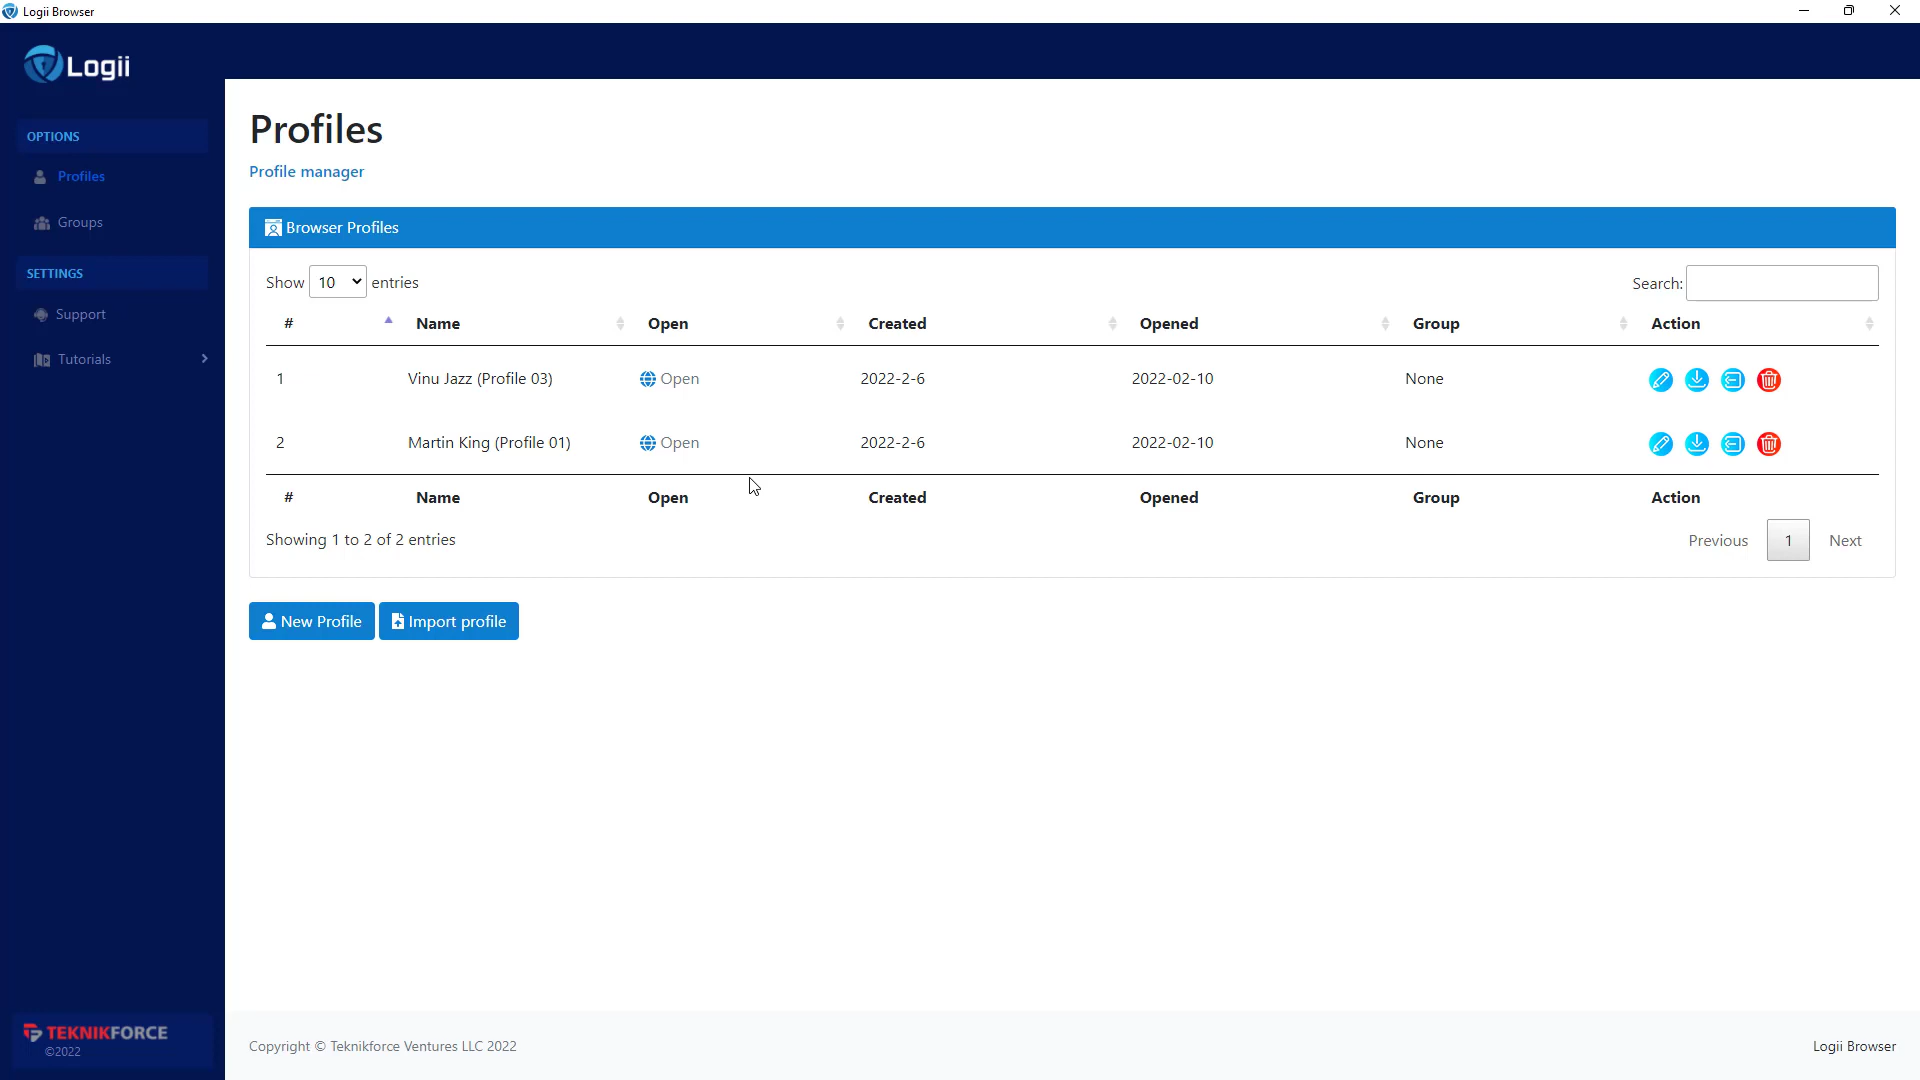 Logii Browser
Logii
OPTIONS
Profiles
Groups
SETTINGS
Support
Tutorials
Profiles
Profile manager
Browser Profiles
Show 10 entries
Search:
# Name Open Created Opened Group Action
1 Vinu Jazz (Profile 03) Open 2022-2-6 2022-02-10 None
2 Martin King (Profile 01) Open 2022-2-6 2022-02-10 None
# Name Open Created Opened Group Action
Showing 1 to 2 of 2 entries
Previous 1 Next
New Profile Import profile
TEKNIKFORCE
©2022
Copyright © Teknikforce Ventures LLC 2022
Logii Browser